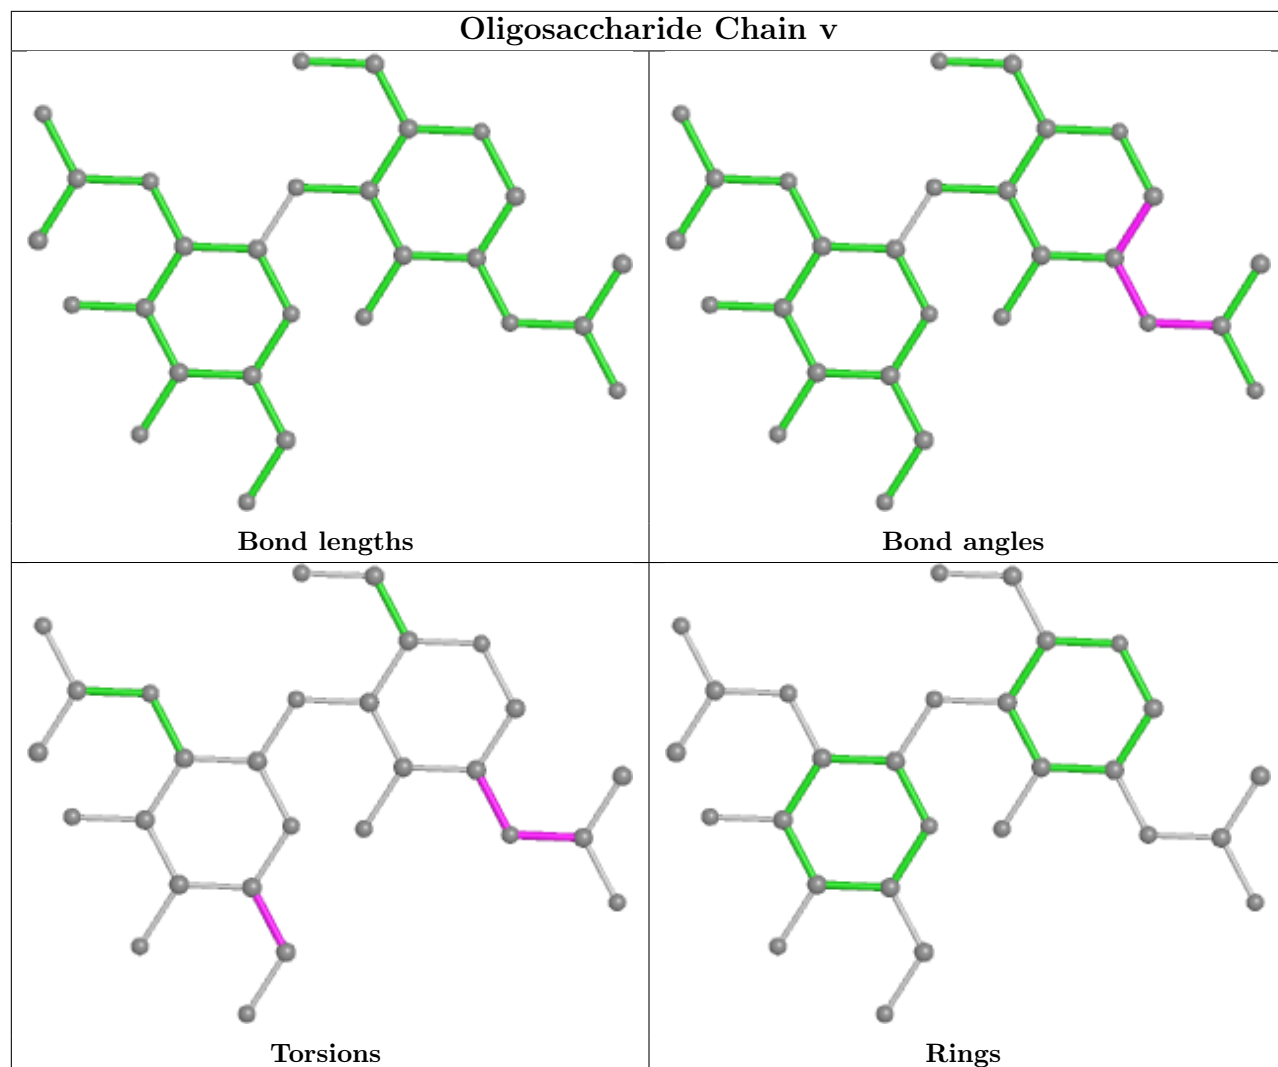 Oligosaccharide Chain v
Bond lengths
Bond angles
Torsions
Rings